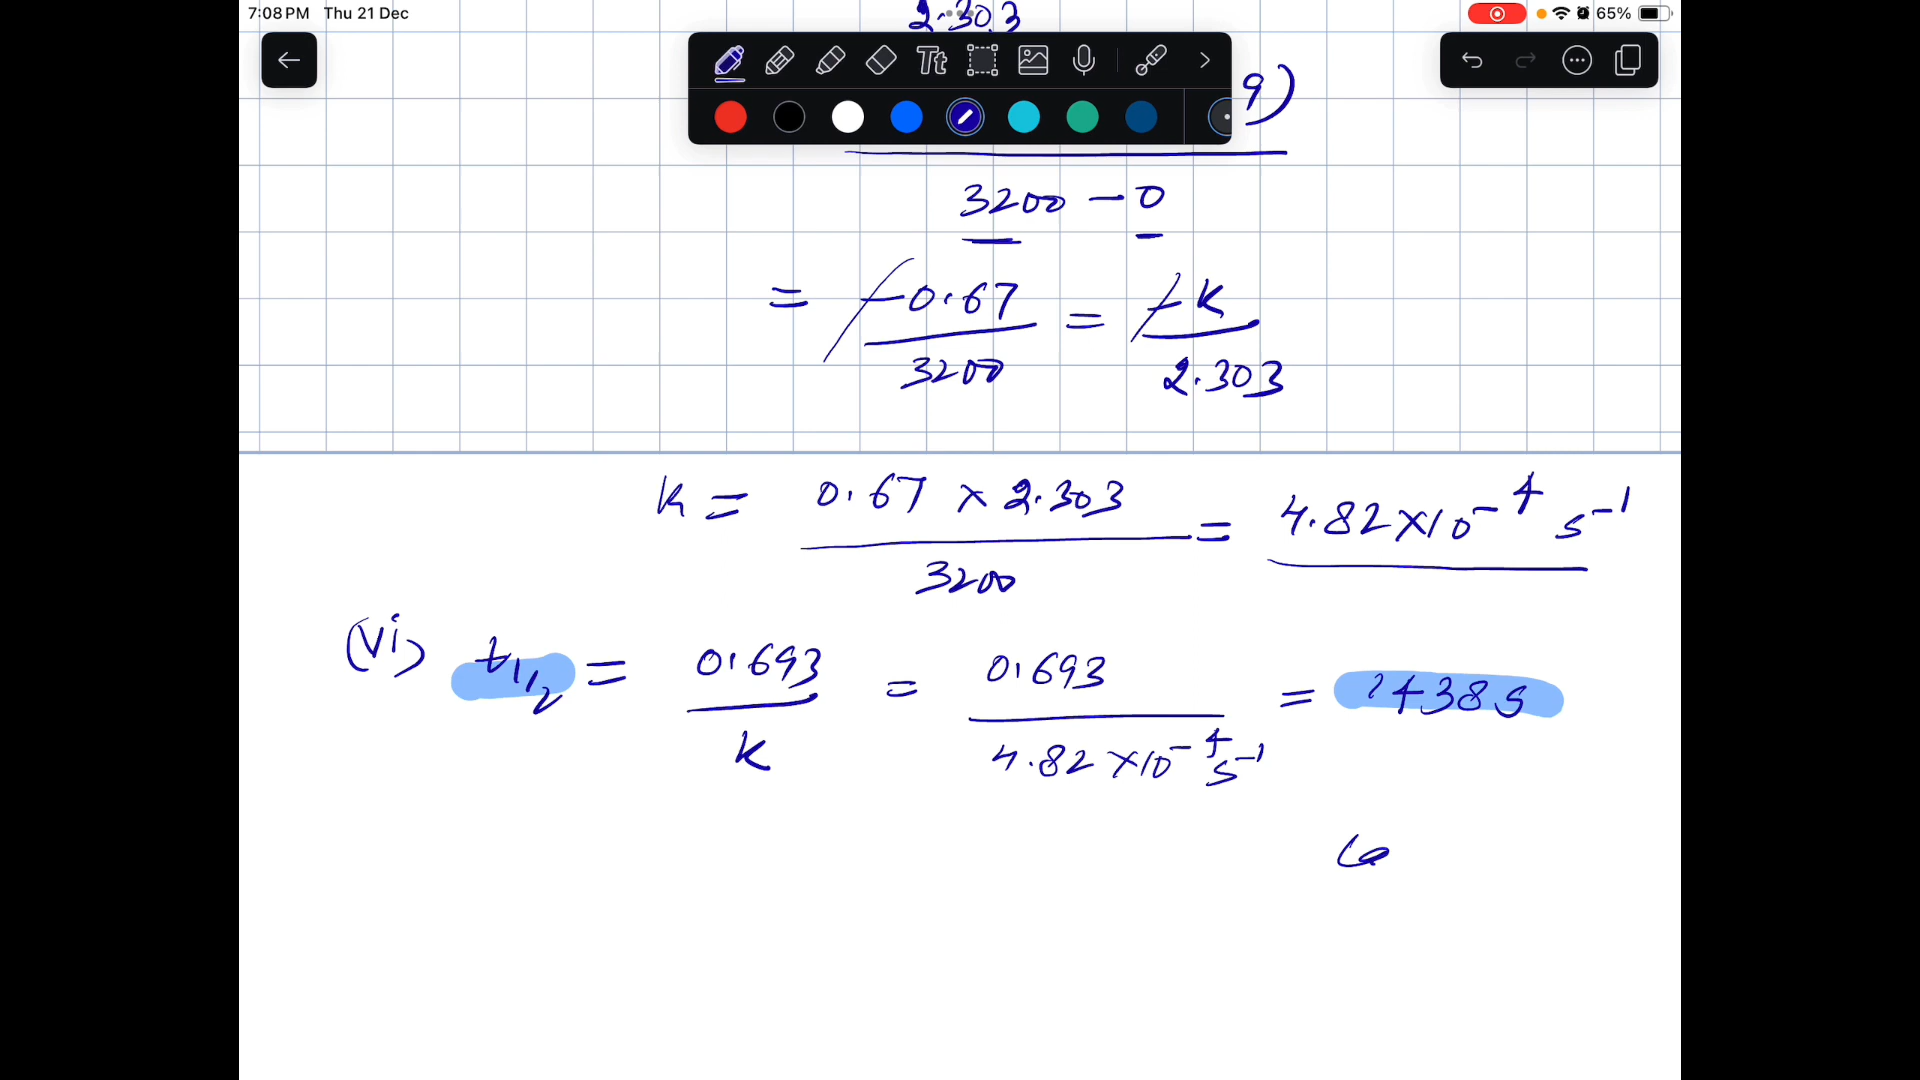 7:08 PM Thu 21 Dec
65%
2.303
Tt
9)
3200 - 0
= -0.67 / 3200 = -k / 2.303
k = 0.67 × 2.303 / 3200 = 4.82 × 10⁻⁴ s⁻¹
(vi) t1/2 = 0.693 / k = 0.693 / 4.82 × 10⁻⁴ s⁻¹ = 1438 s